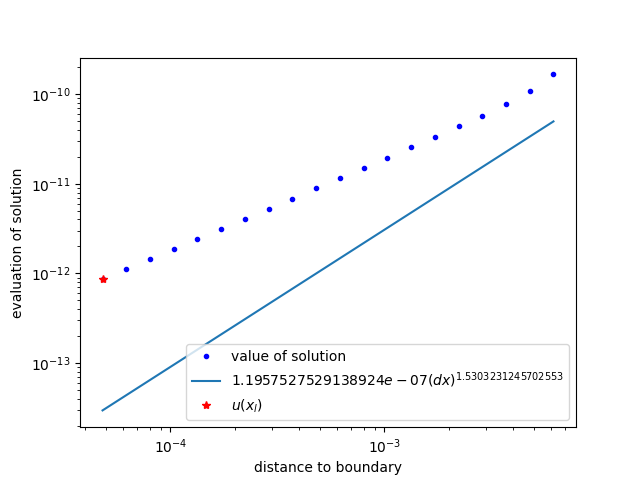 10⁻¹⁰
10⁻¹¹
10⁻¹²
10⁻¹³
evaluation of solution
value of solution
1.1957527529138924e − 07(dx)^1.5303231245702553
u(x_l)
10⁻⁴
10⁻³
distance to boundary